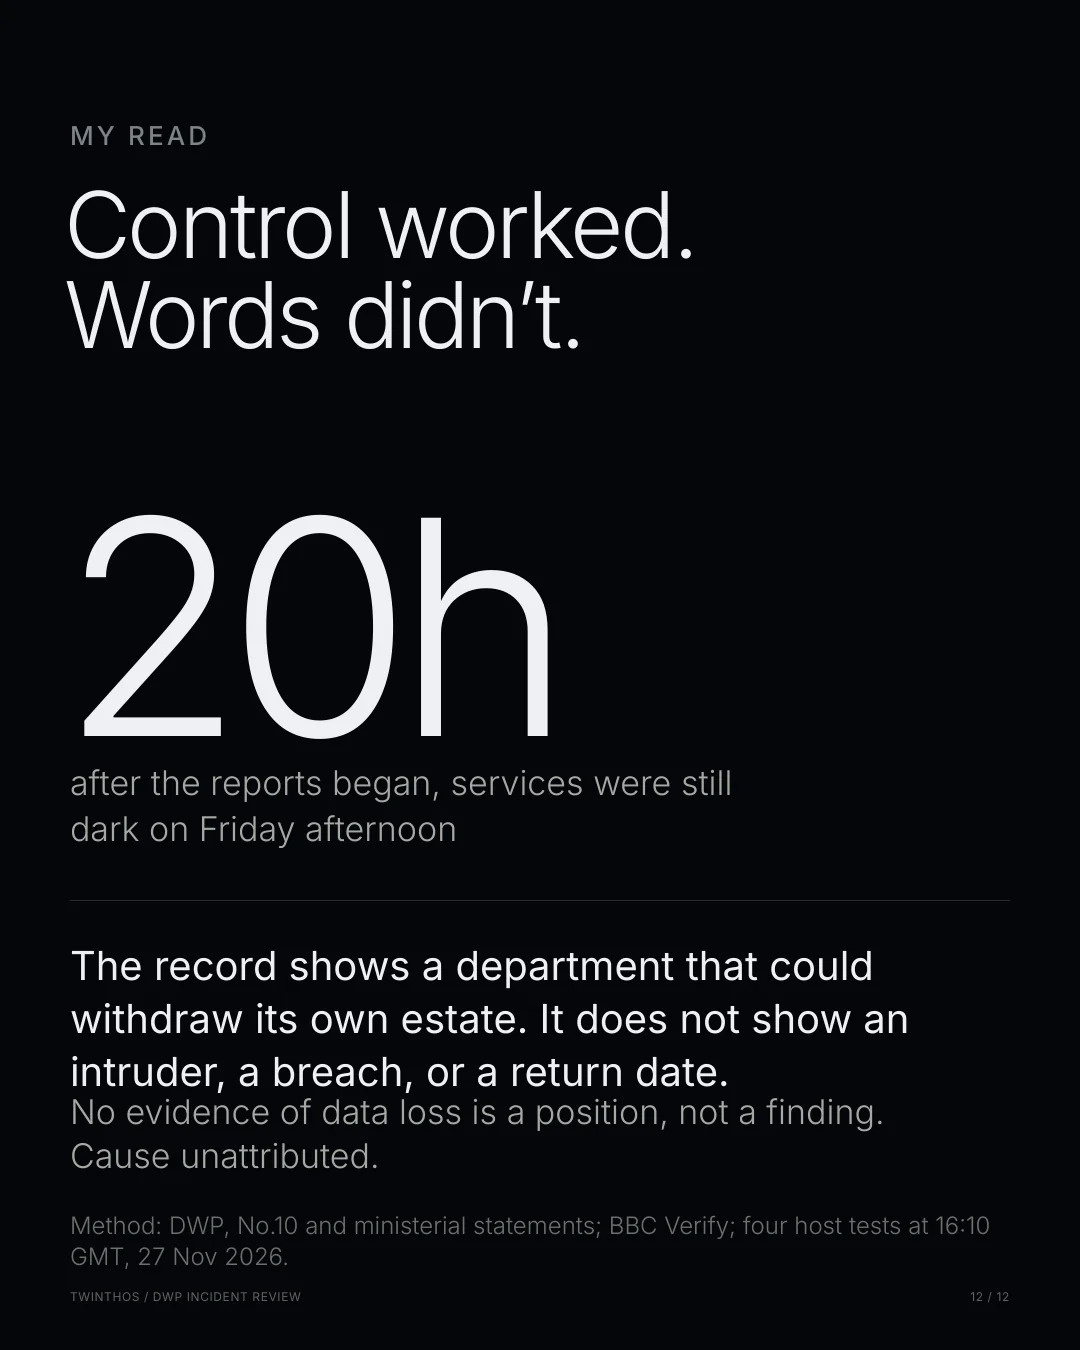 MY READ
Control worked.
Words didn’t.
20h
after the reports began, services were still
dark on Friday afternoon
The record shows a department that could
withdraw its own estate. It does not show an
intruder, a breach, or a return date.
No evidence of data loss is a position, not a finding.
Cause unattributed.
Method: DWP, No.10 and ministerial statements; BBC Verify; four host tests at 16:10
GMT, 27 Nov 2026.
TWINTHOS / DWP INCIDENT REVIEW
12 / 12